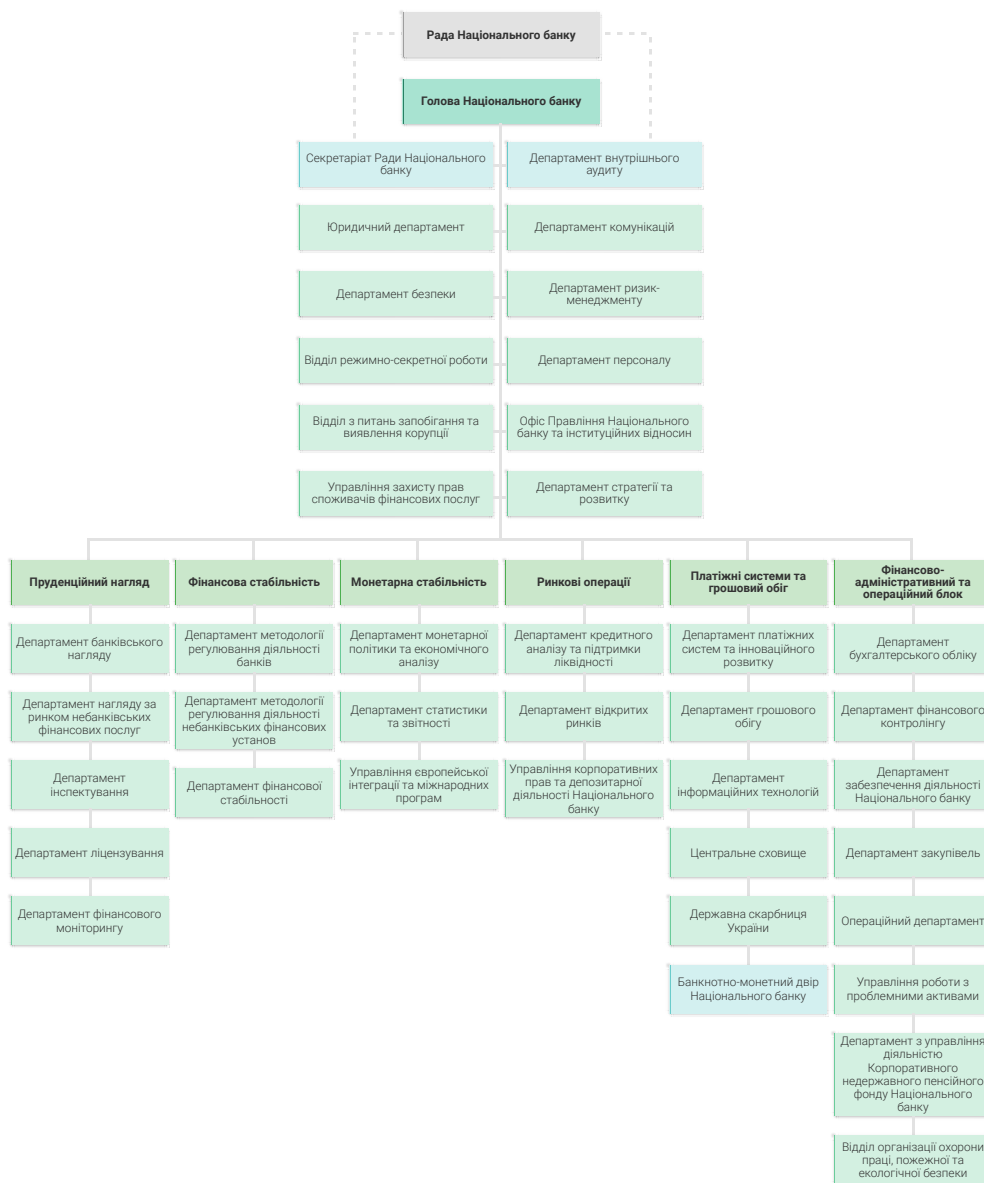 Рада Національного банку
Голова Національного банку
Секретаріат Ради Національного
банку
Департамент внутрішнього
аудиту
Юридичний департамент
Департамент комунікацій
Департамент безпеки
Департамент ризик-
менеджменту
Відділ режимно-секретної роботи
Департамент персоналу
Відділ з питань запобігання та
виявлення корупції
Офіс Правління Національного
банку та інституційних відносин
Управління захисту прав
споживачів фінансових послуг
Департамент стратегії та
розвитку
Пруденційний нагляд
Департамент банківського
нагляду
Департамент нагляду за
ринком небанківських
фінансових послуг
Департамент
інспектування
Департамент ліцензування
Департамент фінансового
моніторингу
Фінансова стабільність
Департамент методології
регулювання діяльності
банків
Департамент методології
регулювання діяльності
небанківських фінансових
установ
Департамент фінансової
стабільності
Монетарна стабільність
Департамент монетарної
політики та економічного
аналізу
Департамент статистики
та звітності
Управління європейської
інтеграції та міжнародних
програм
Ринкові операції
Департамент кредитного
аналізу та підтримки
ліквідності
Департамент відкритих
ринків
Управління корпоративних
прав та депозитарної
діяльності Національного
банку
Платіжні системи та
грошовий обіг
Департамент платіжних
систем та інноваційного
розвитку
Департамент грошового
обігу
Департамент
інформаційних технологій
Центральне сховище
Державна скарбниця
України
Банкнотно-монетний двір
Національного банку
Фінансово-
адміністративний та
операційний блок
Департамент
бухгалтерського обліку
Департамент фінансового
контролінгу
Департамент
забезпечення діяльності
Національного банку
Департамент закупівель
Операційний департамент
Управління роботи з
проблемними активами
Департамент з управління
діяльністю
Корпоративного
недержавного пенсійного
фонду Національного
банку
Відділ організації охорони
праці, пожежної та
екологічної безпеки